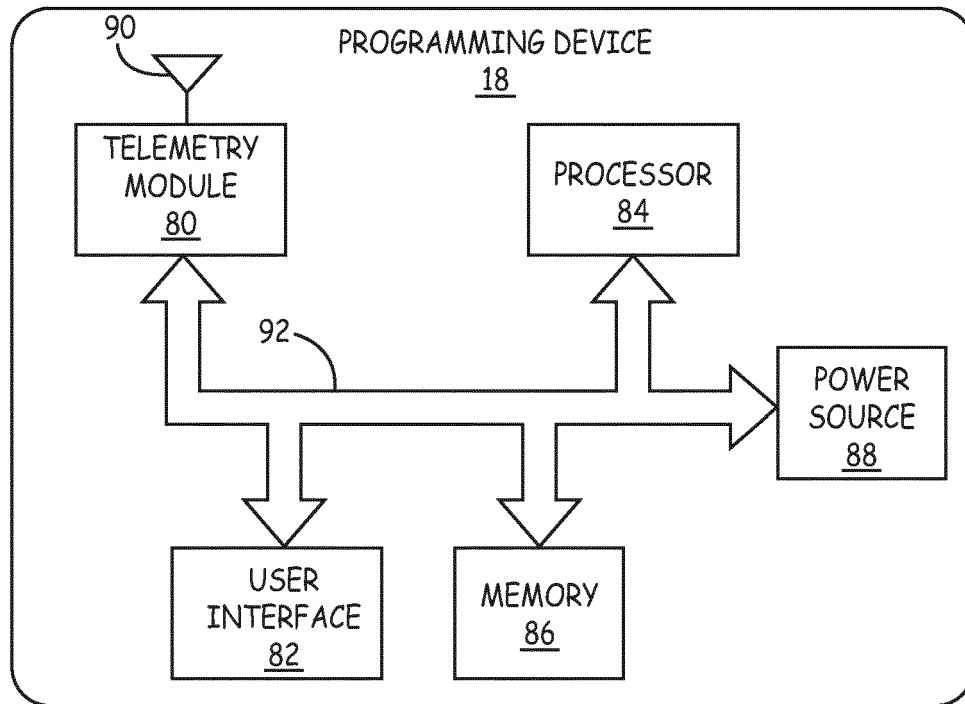 90
PROGRAMMING DEVICE
18
TELEMETRY
MODULE
80
PROCESSOR
84
92
POWER
SOURCE
88
USER
INTERFACE
82
MEMORY
86